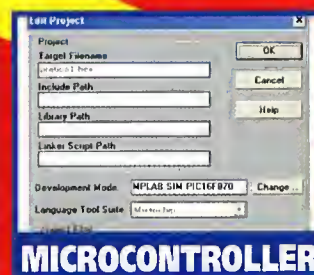 Edit Project
Project
Target Filename
OK
Include Path
Cancel
Library Path
Help
Linker Script Path
Development Mode MPLAB SIM PIC16F870 Change...
Language Tool Suite Microchip
MICROCONTROLLER